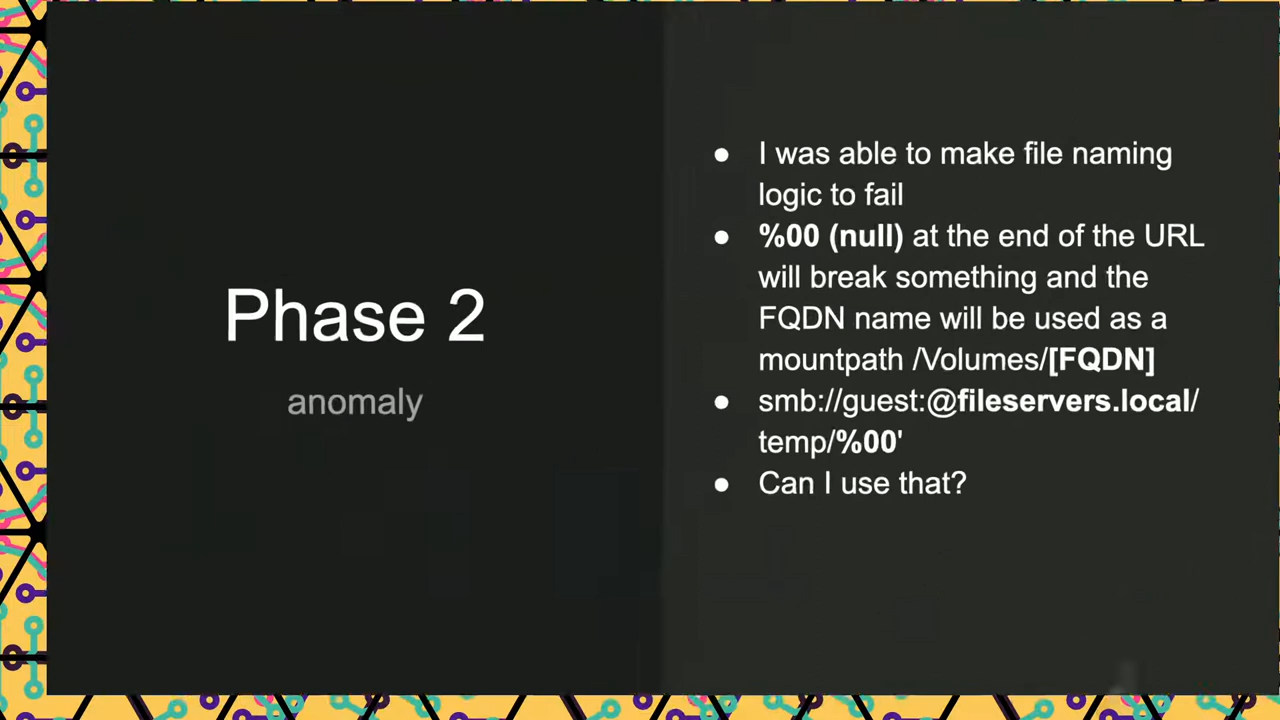 Phase 2
anomaly
● I was able to make file naming
logic to fail
● %00 (null) at the end of the URL
will break something and the
FQDN name will be used as a
mountpath /Volumes/[FQDN]
● smb://guest:@fileservers.local/
temp/%00'
● Can I use that?